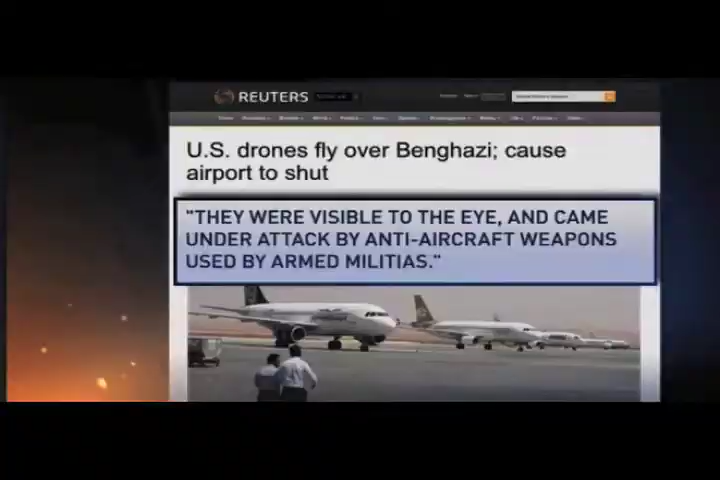 REUTERS
U.S. drones fly over Benghazi; cause
airport to shut
"THEY WERE VISIBLE TO THE EYE, AND CAME
UNDER ATTACK BY ANTI-AIRCRAFT WEAPONS
USED BY ARMED MILITIAS."